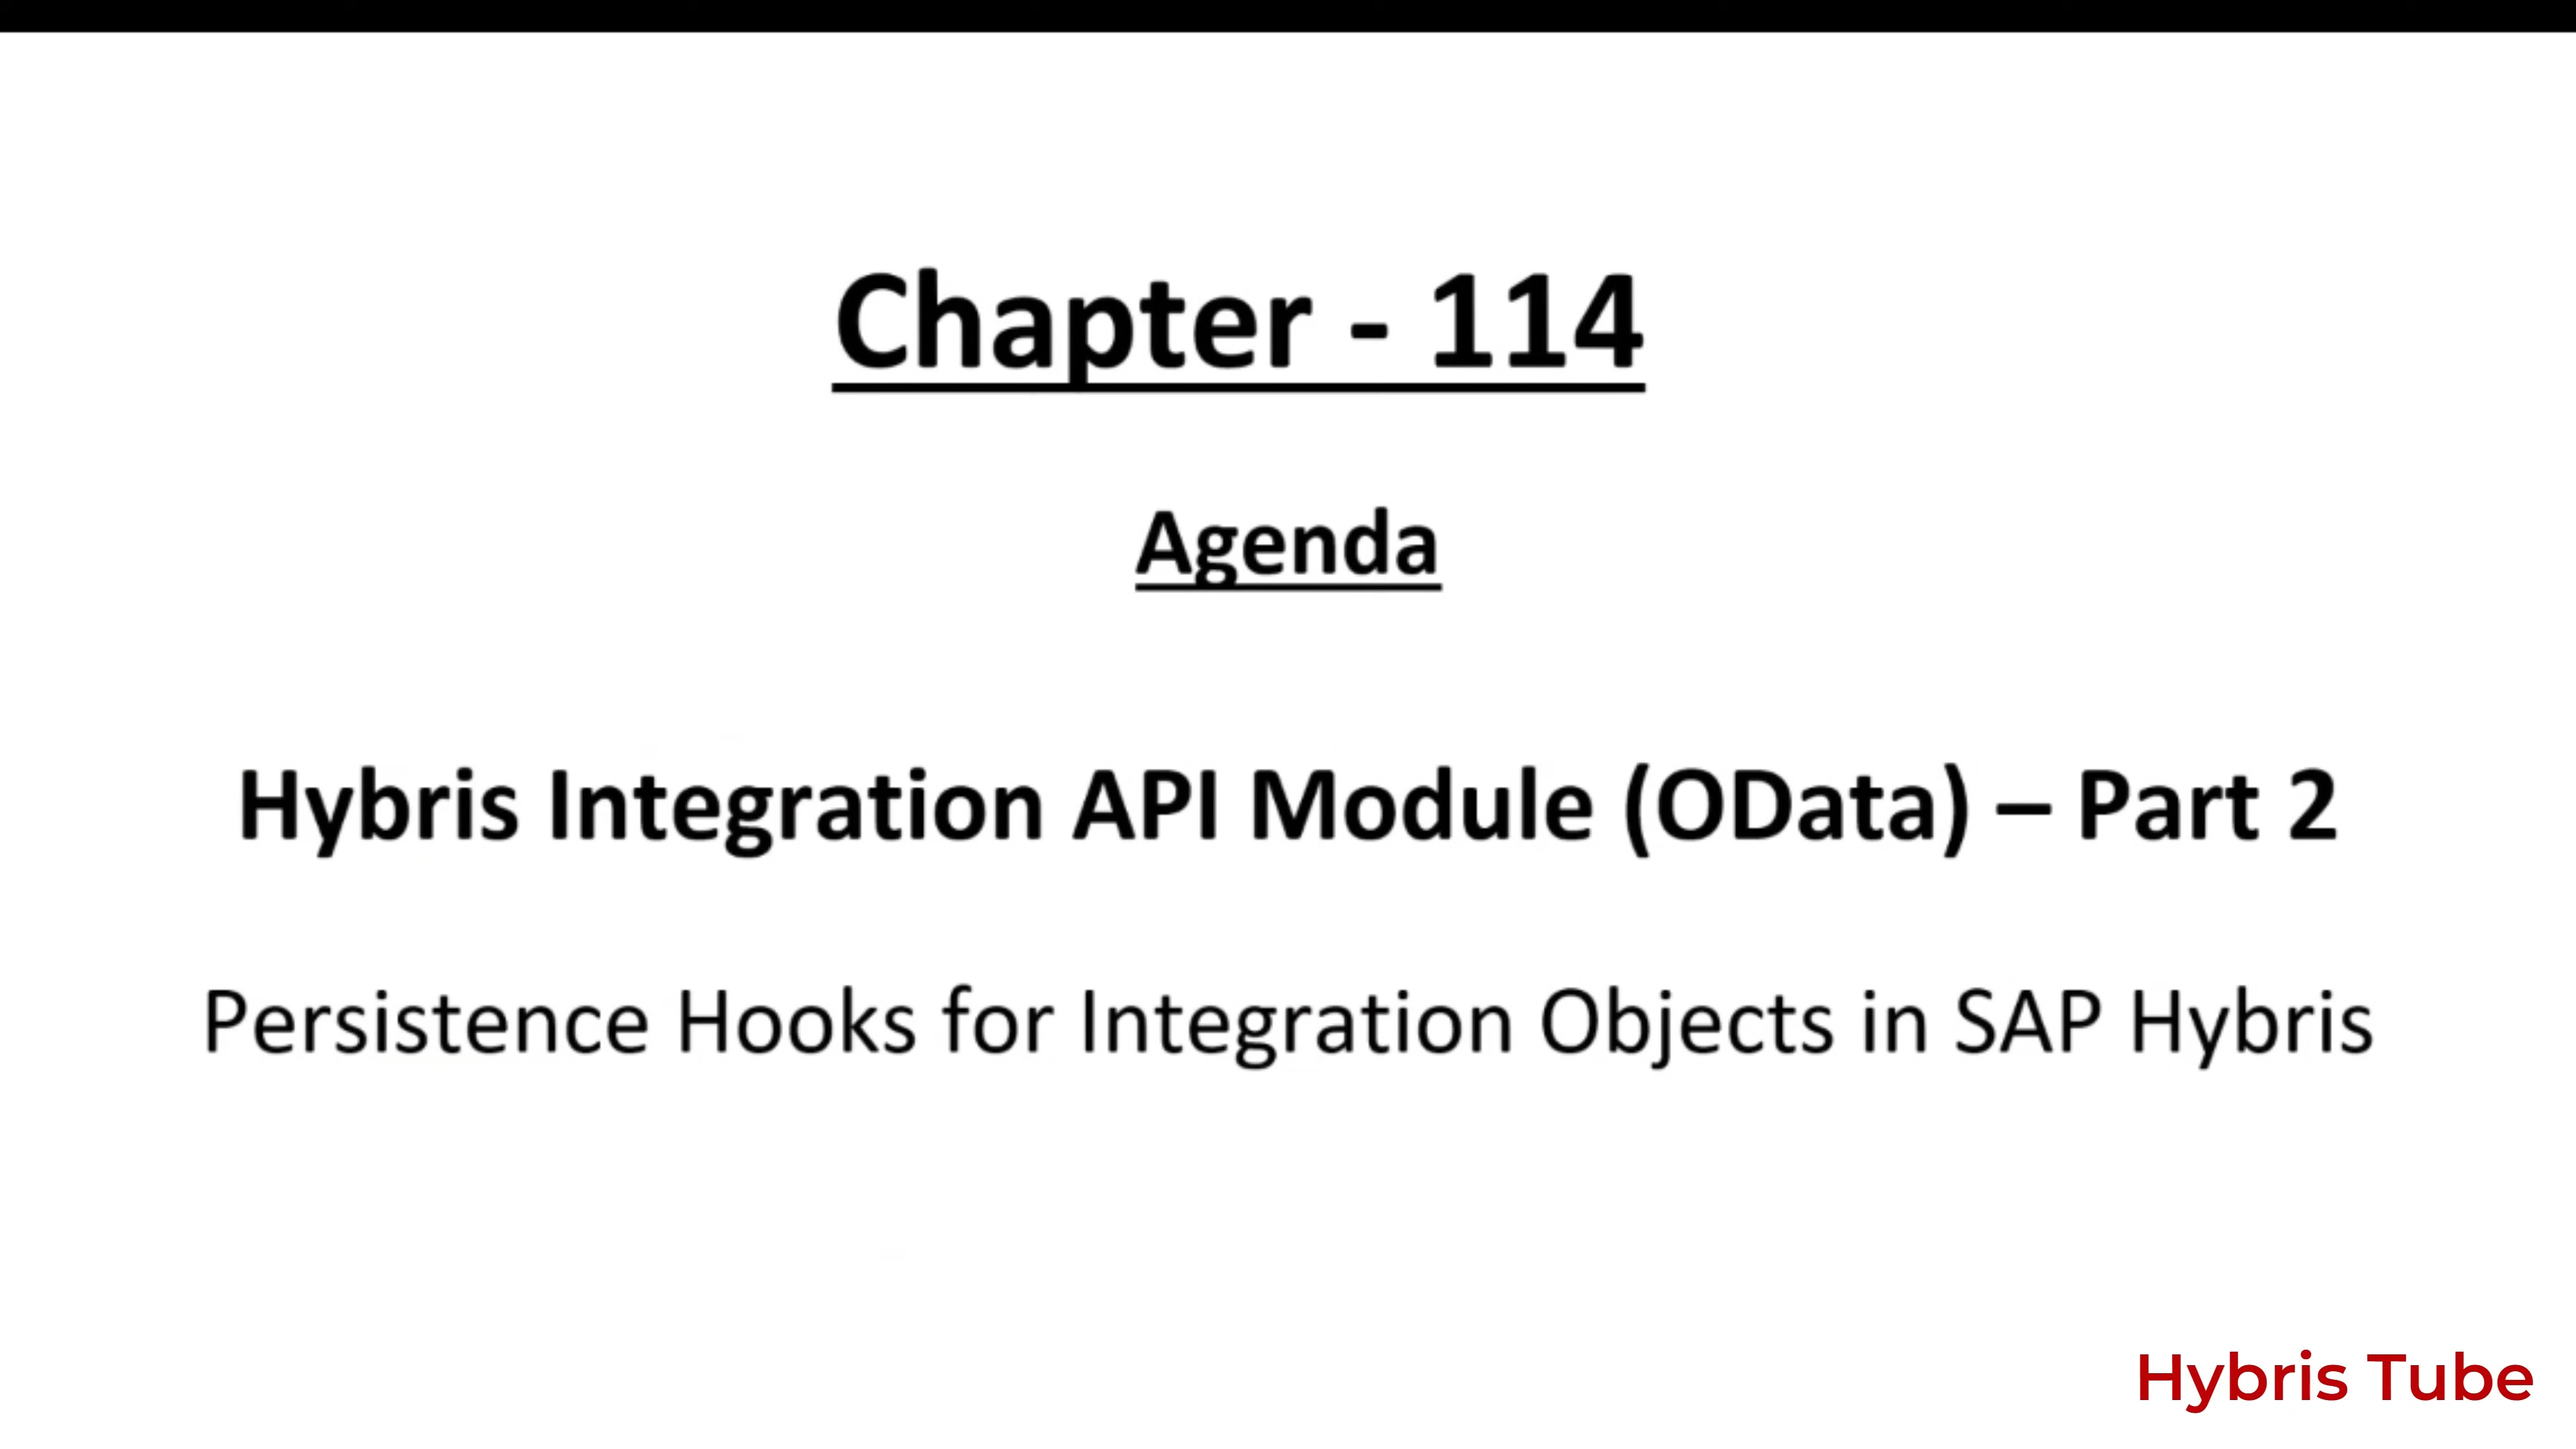 Chapter - 114
Agenda
Hybris Integration API Module (OData) – Part 2
Persistence Hooks for Integration Objects in SAP Hybris
Hybris Tube